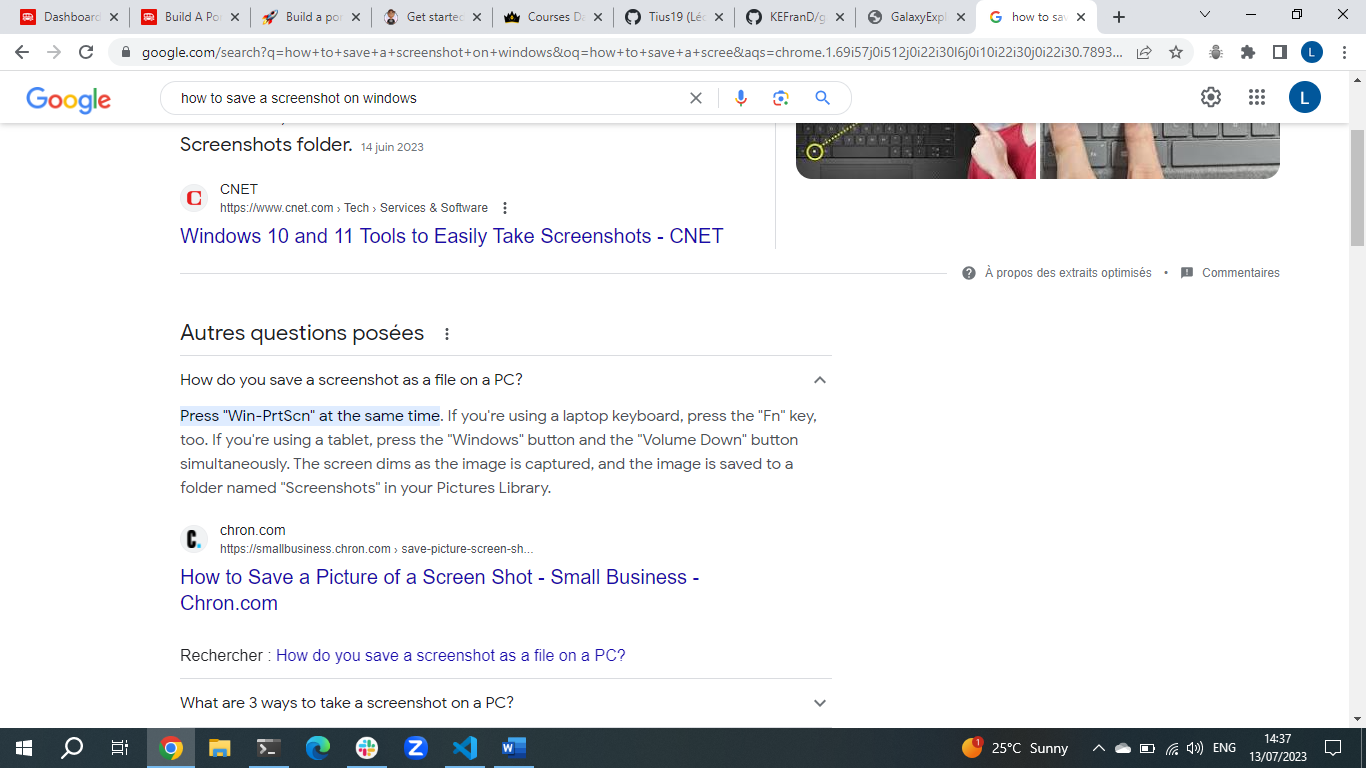 Dashboard
Build A Por
Build a por
Get started
Courses Da
Tius19 (Léo
KEFranD/g
GalaxyExpl
how to sav
google.com/search?q=how+to+save+a+screenshot+on+windows&oq=how+to+save+a+scree&aqs=chrome.1.69i57j0i512j0i22i30l6j0i10i22i30j0i22i30.7893...
L
Google
how to save a screenshot on windows
L
Screenshots folder. 14 juin 2023
CNET
https://www.cnet.com › Tech › Services & Software
Windows 10 and 11 Tools to Easily Take Screenshots - CNET
À propos des extraits optimisés • Commentaires
Autres questions posées
How do you save a screenshot as a file on a PC?
Press "Win-PrtScn" at the same time. If you're using a laptop keyboard, press the "Fn" key,
too. If you're using a tablet, press the "Windows" button and the "Volume Down" button
simultaneously. The screen dims as the image is captured, and the image is saved to a
folder named "Screenshots" in your Pictures Library.
chron.com
https://smallbusiness.chron.com › save-picture-screen-sh...
How to Save a Picture of a Screen Shot - Small Business -
Chron.com
Rechercher : How do you save a screenshot as a file on a PC?
What are 3 ways to take a screenshot on a PC?
1
25°C Sunny
ENG
14:37
13/07/2023